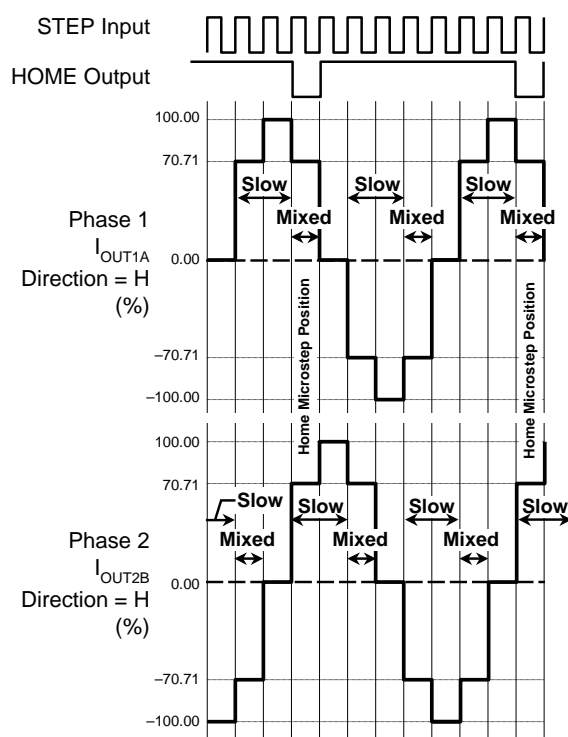 STEP Input
HOME Output
100.00
70.71
Slow
Slow
Slow
Mixed
Mixed
Mixed
Phase 1
IOUT1A
Direction = H
(%)
0.00
Home Microstep Position
Home Microstep Position
–70.71
–100.00
100.00
70.71
Slow
Slow
Slow
Slow
Mixed
Mixed
Mixed
Phase 2
IOUT2B
Direction = H
(%)
0.00
–70.71
–100.00